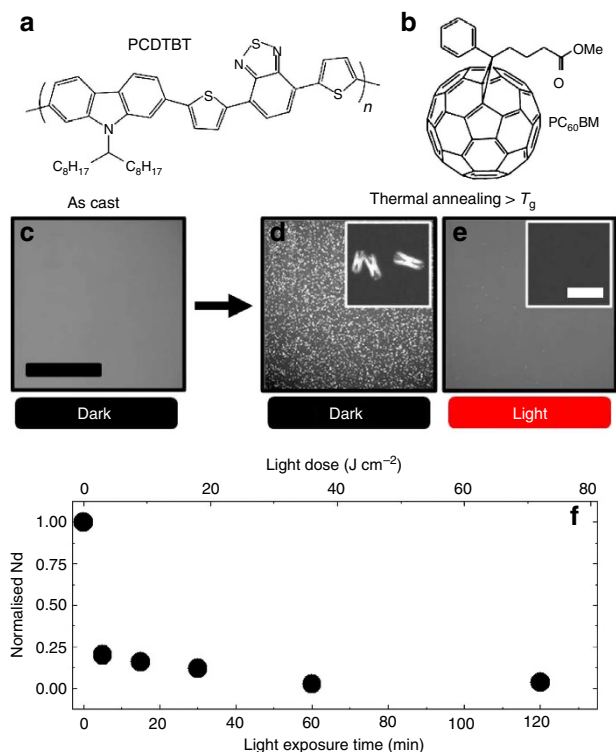 a
PCDTBT
S
N
N
N
S
S
n
C₈H₁₇
C₈H₁₇
b
OMe
O
PC₆₀BM
As cast
Thermal annealing > Tg
c
d
e
Dark
Dark
Light
Light dose (J cm⁻²)
0
20
40
60
80
f
Normalised Nd
1.00
0.75
0.50
0.25
0.00
0
20
40
60
80
100
120
Light exposure time (min)